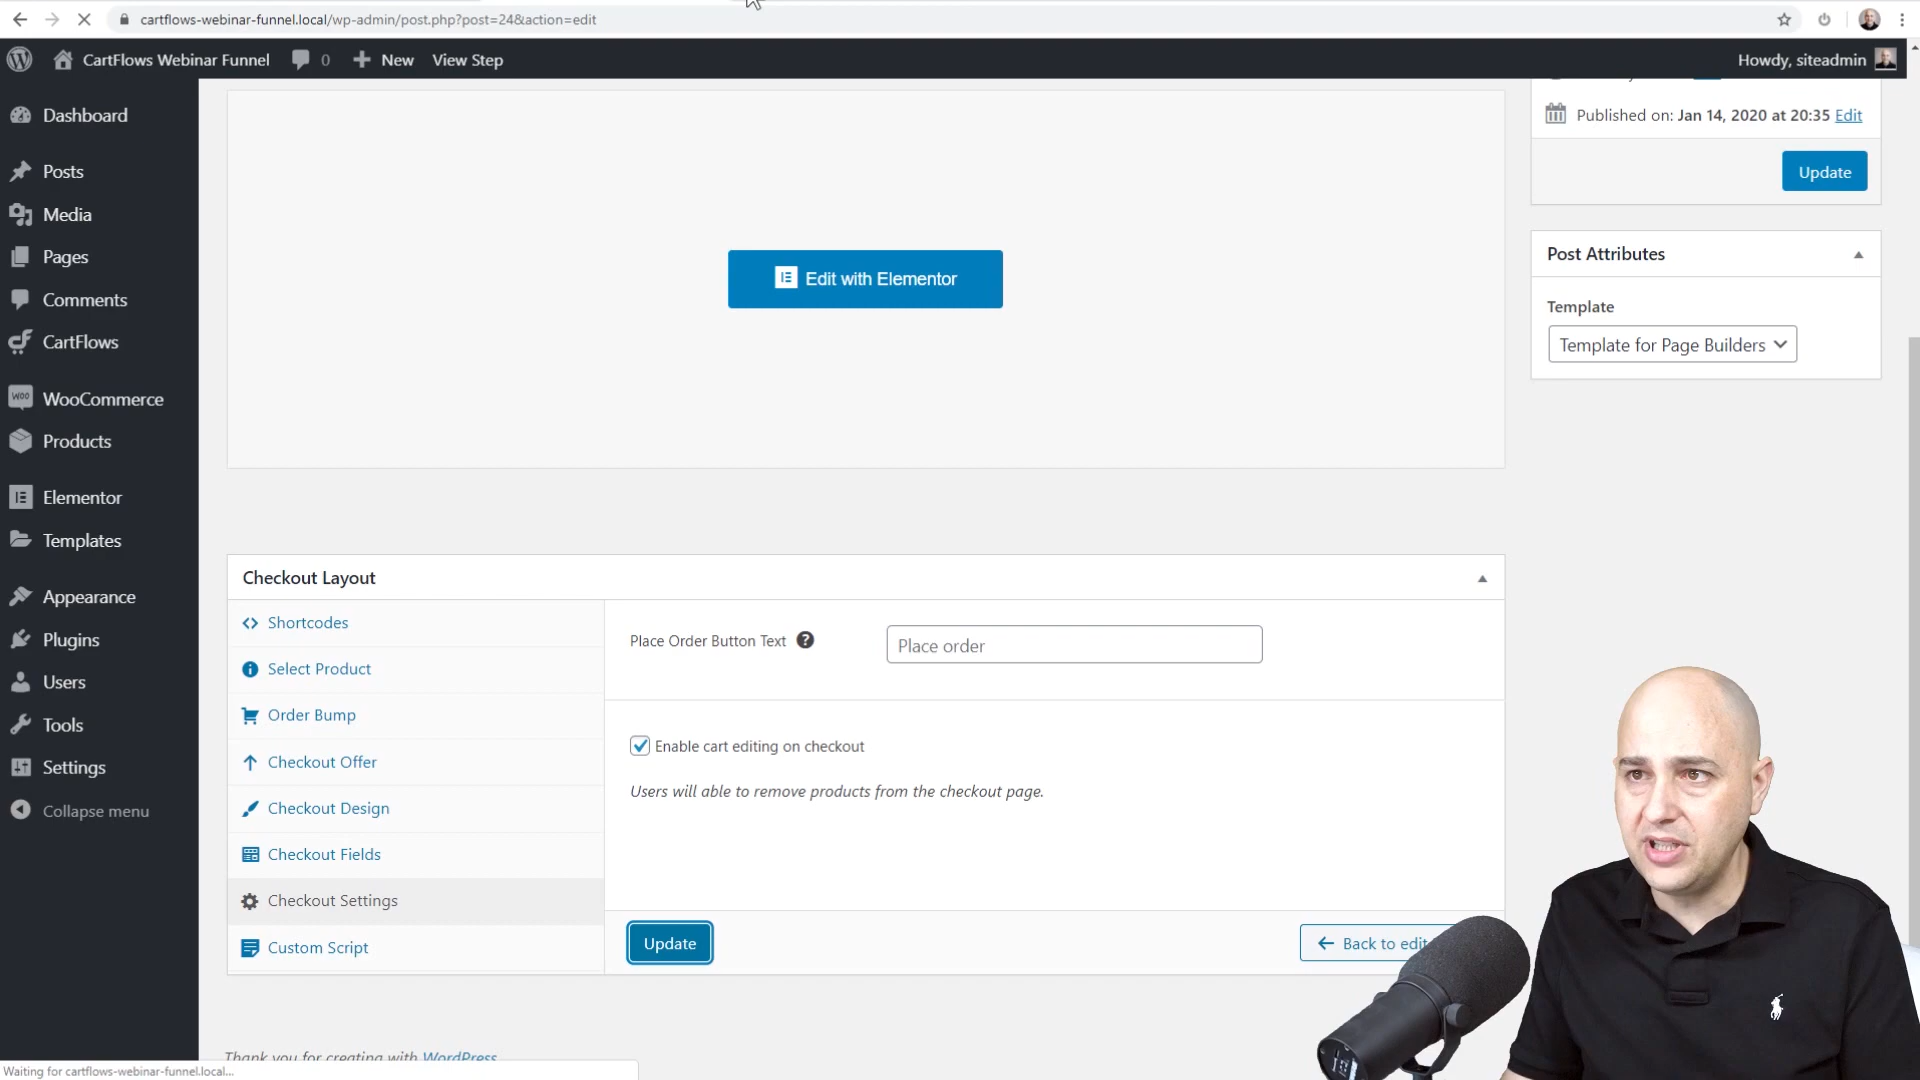 cartflows-webinar-funnel.local/wp-admin/post.php?post=24&action=edit
CartFlows Webinar Funnel 0 New View Step Howdy, siteadmin
Dashboard
Posts
Media
Pages
Comments
CartFlows
WooCommerce
Products
Elementor
Templates
Appearance
Plugins
Users
Tools
Settings
Collapse menu
Edit with Elementor
Published on: Jan 14, 2020 at 20:35 Edit
Update
Post Attributes
Template
Template for Page Builders
Checkout Layout
Shortcodes
Select Product
Order Bump
Checkout Offer
Checkout Design
Checkout Fields
Checkout Settings
Custom Script
Place Order Button Text
Place order
Enable cart editing on checkout
Users will able to remove products from the checkout page.
Update
Back to edit
Thank you for creating with WordPress
Waiting for cartflows-webinar-funnel.local...